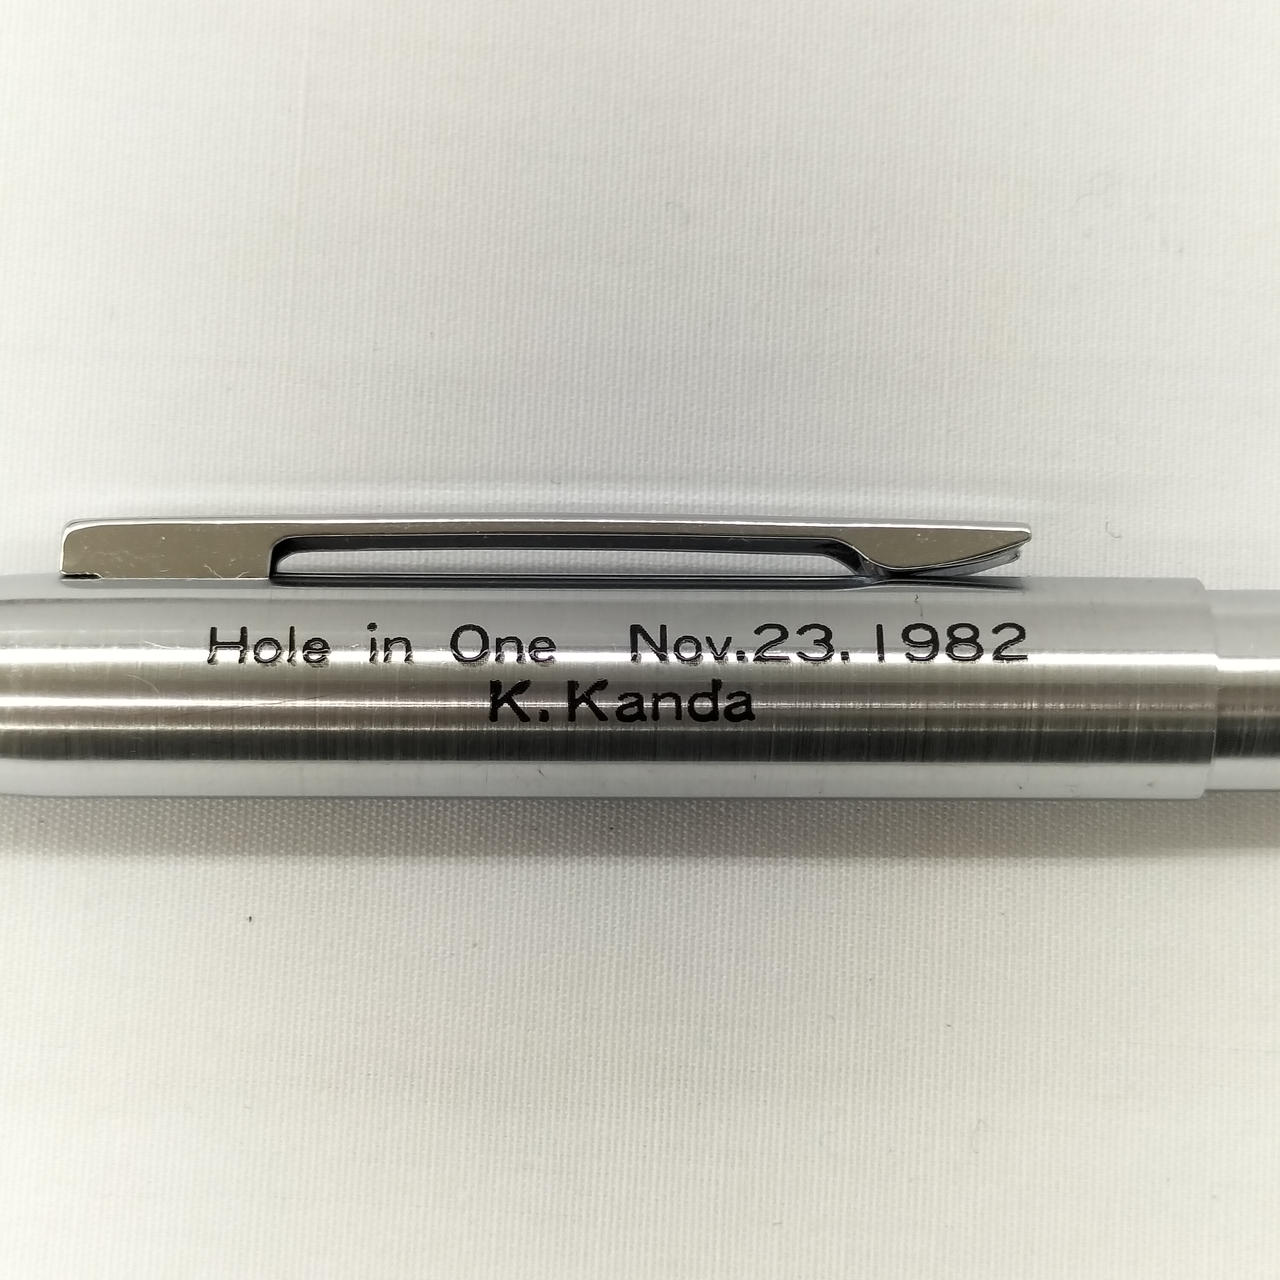 Hole in One Nov.23.1982
K.Kanda